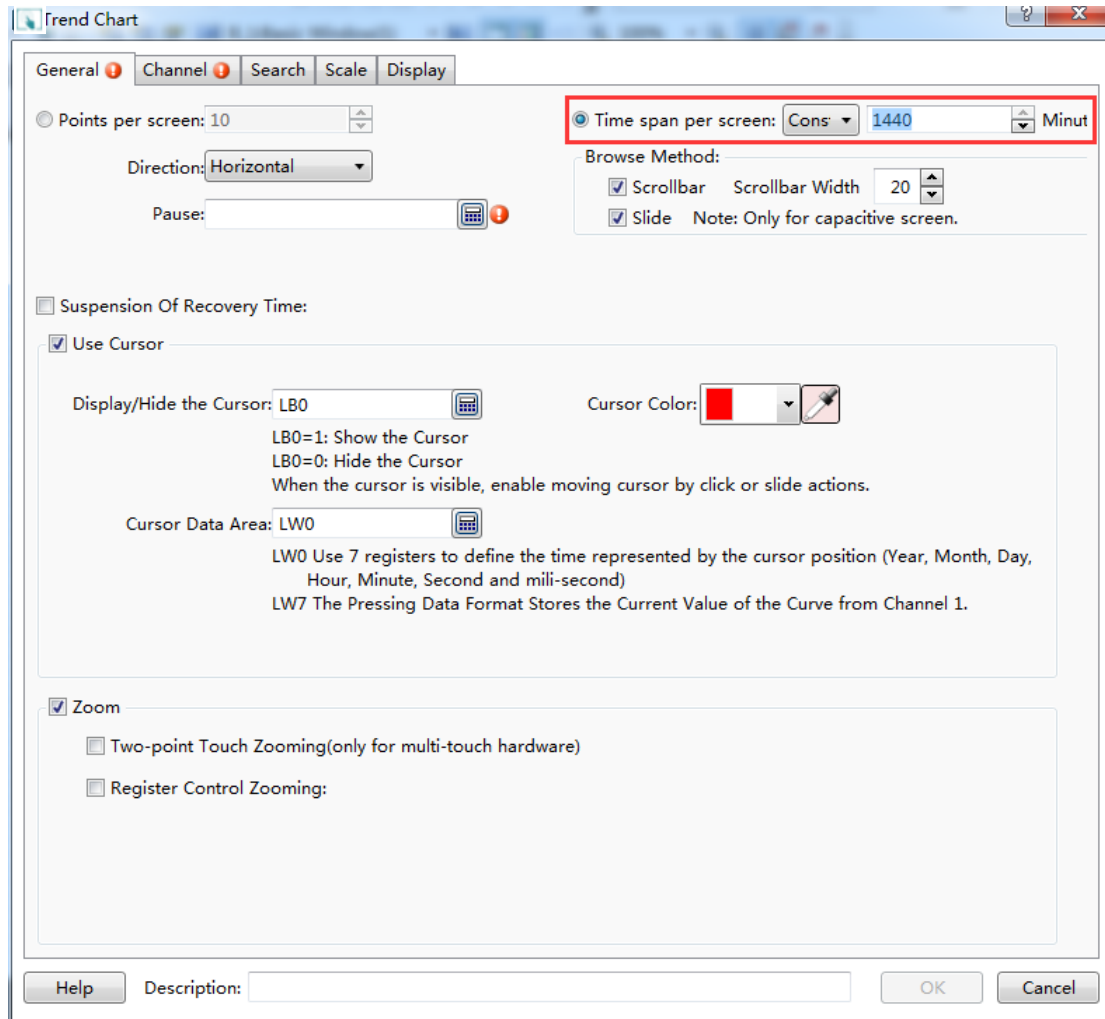 Trend Chart
General Channel Search Scale Display
Points per screen: 10
Time span per screen: Cons 1440 Minut
Direction: Horizontal
Browse Method:
Scrollbar Scrollbar Width 20
Pause:
Slide Note: Only for capacitive screen.
Suspension Of Recovery Time:
Use Cursor
Display/Hide the Cursor: LB0
Cursor Color:
LB0=1: Show the Cursor
LB0=0: Hide the Cursor
When the cursor is visible, enable moving cursor by click or slide actions.
Cursor Data Area: LW0
LW0 Use 7 registers to define the time represented by the cursor position (Year, Month, Day,
Hour, Minute, Second and mili-second)
LW7 The Pressing Data Format Stores the Current Value of the Curve from Channel 1.
Zoom
Two-point Touch Zooming(only for multi-touch hardware)
Register Control Zooming:
Help Description: OK Cancel